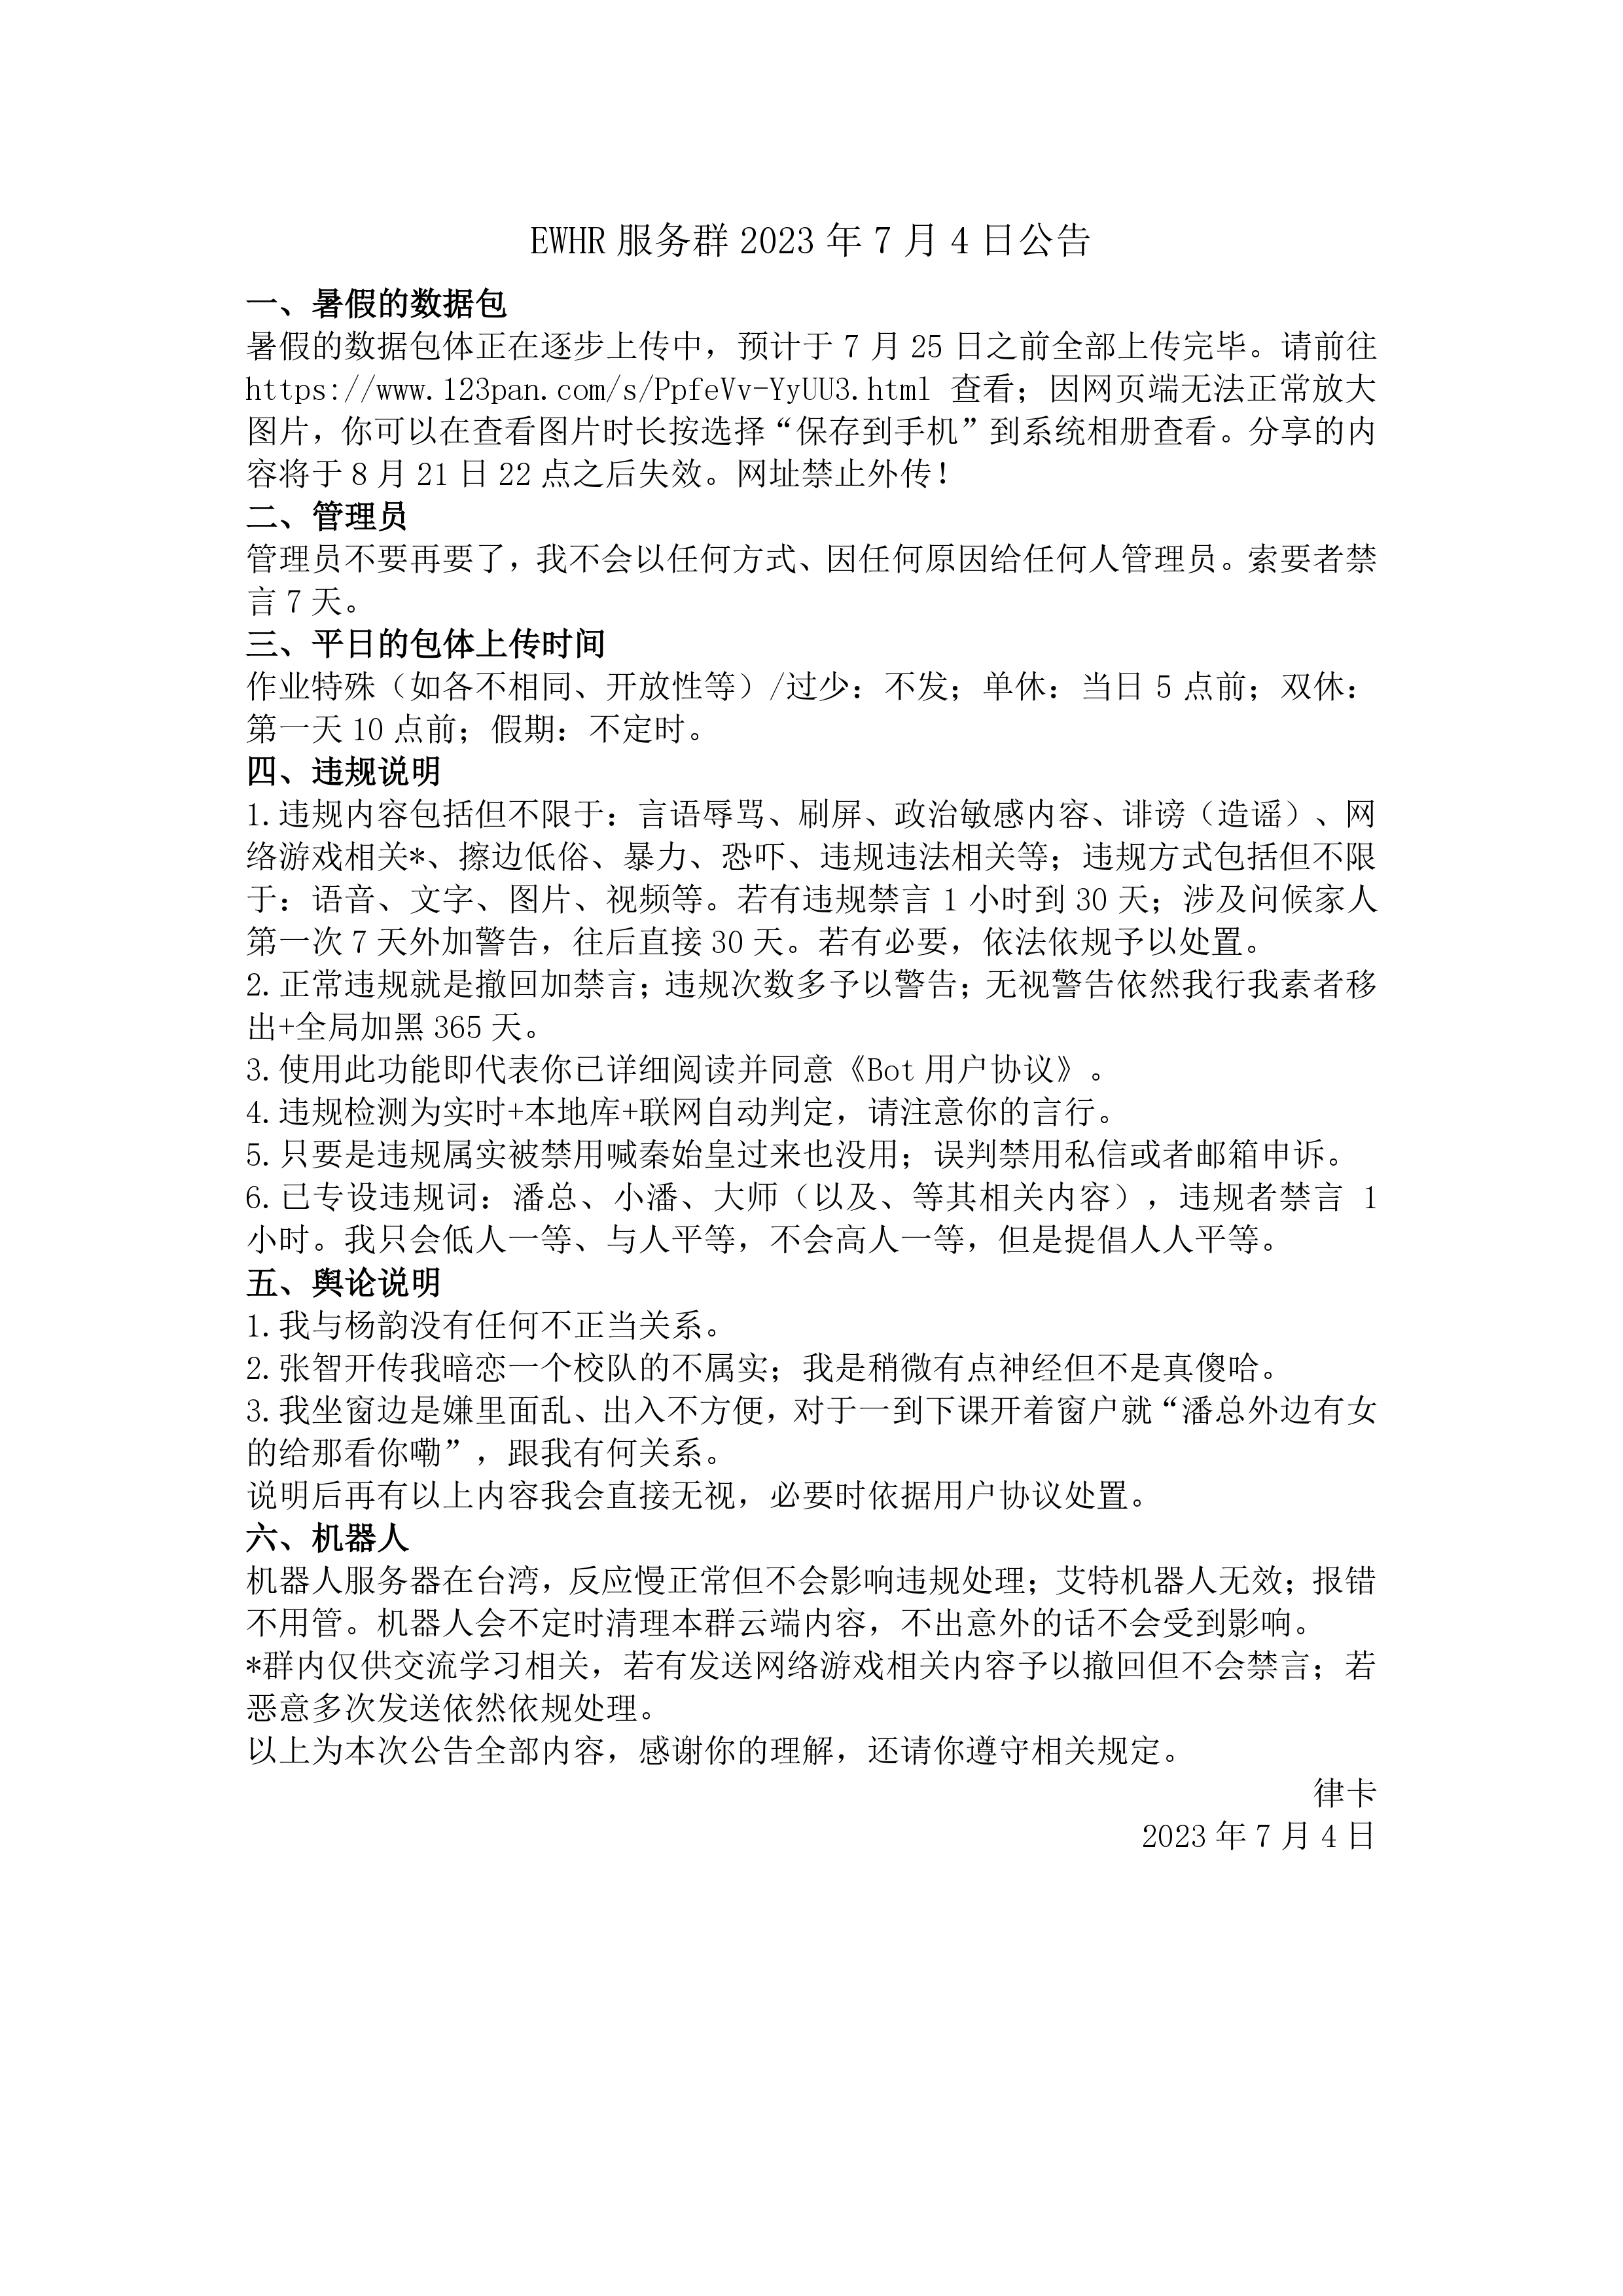 EWHR 服务群 2023 年 7 月 4 日公告
一、暑假的数据包
暑假的数据包体正在逐步上传中，预计于 7 月 25 日之前全部上传完毕。请前往
https://www.123pan.com/s/PpfeVv-YyUU3.html 查看；因网页端无法正常放大
图片，你可以在查看图片时长按选择“保存到手机”到系统相册查看。分享的内
容将于 8 月 21 日 22 点之后失效。网址禁止外传！
二、管理员
管理员不要再要了，我不会以任何方式、因任何原因给任何人管理员。索要者禁
言 7 天。
三、平日的包体上传时间
作业特殊（如各不相同、开放性等）/过少：不发；单休：当日 5 点前；双休：
第一天 10 点前；假期：不定时。
四、违规说明
1.违规内容包括但不限于：言语辱骂、刷屏、政治敏感内容、诽谤（造谣）、网
络游戏相关*、擦边低俗、暴力、恐吓、违规违法相关等；违规方式包括但不限
于：语音、文字、图片、视频等。若有违规禁言 1 小时到 30 天；涉及问候家人
第一次 7 天外加警告，往后直接 30 天。若有必要，依法依规予以处置。
2.正常违规就是撤回加禁言；违规次数多予以警告；无视警告依然我行我素者移
出+全局加黑 365 天。
3.使用此功能即代表你已详细阅读并同意《Bot 用户协议》。
4.违规检测为实时+本地库+联网自动判定，请注意你的言行。
5.只要是违规属实被禁用喊秦始皇过来也没用；误判禁用私信或者邮箱申诉。
6.已专设违规词：潘总、小潘、大师（以及、等其相关内容），违规者禁言 1
小时。我只会低人一等、与人平等，不会高人一等，但是提倡人人平等。
五、舆论说明
1.我与杨韵没有任何不正当关系。
2.张智开传我暗恋一个校队的不属实；我是稍微有点神经但不是真傻哈。
3.我坐窗边是嫌里面乱、出入不方便，对于一到下课开着窗户就“潘总外边有女
的给那看你嘞”，跟我有何关系。
说明后再有以上内容我会直接无视，必要时依据用户协议处置。
六、机器人
机器人服务器在台湾，反应慢正常但不会影响违规处理；艾特机器人无效；报错
不用管。机器人会不定时清理本群云端内容，不出意外的话不会受到影响。
*群内仅供交流学习相关，若有发送网络游戏相关内容予以撤回但不会禁言；若
恶意多次发送依然依规处理。
以上为本次公告全部内容，感谢你的理解，还请你遵守相关规定。
律卡
2023 年 7 月 4 日